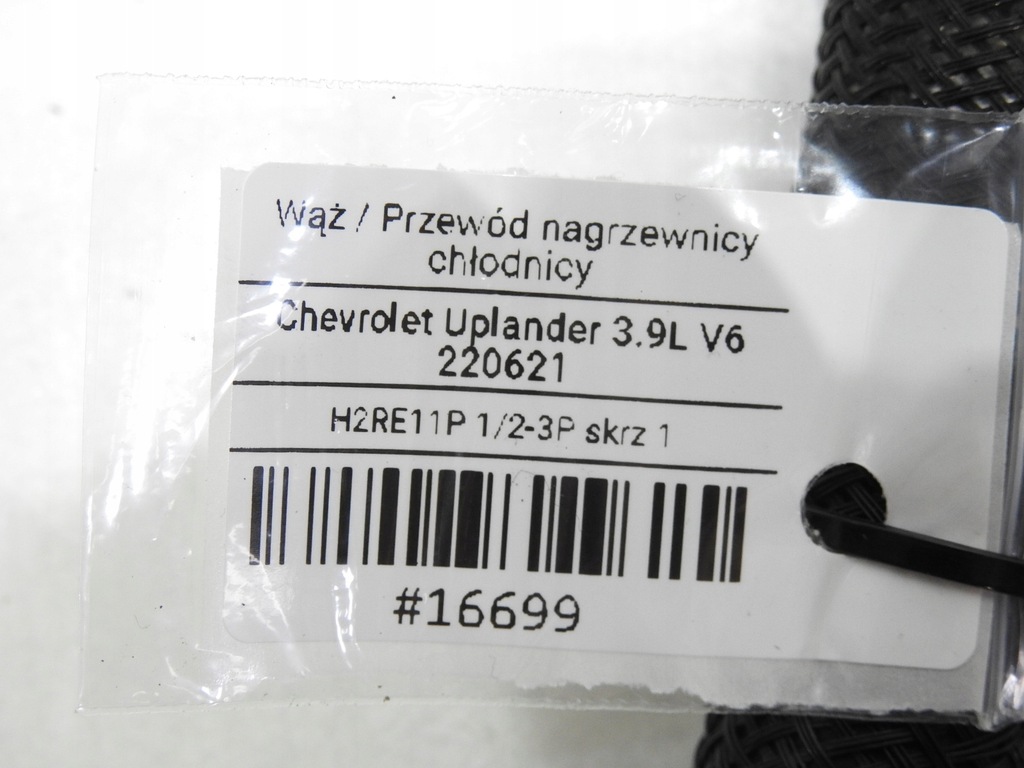 Wąż / Przewód nagrzewnicy
chłodnicy
Chevrolet Uplander 3.9L V6
220621
H2RE11P 1/2-3P skrz 1
#16699